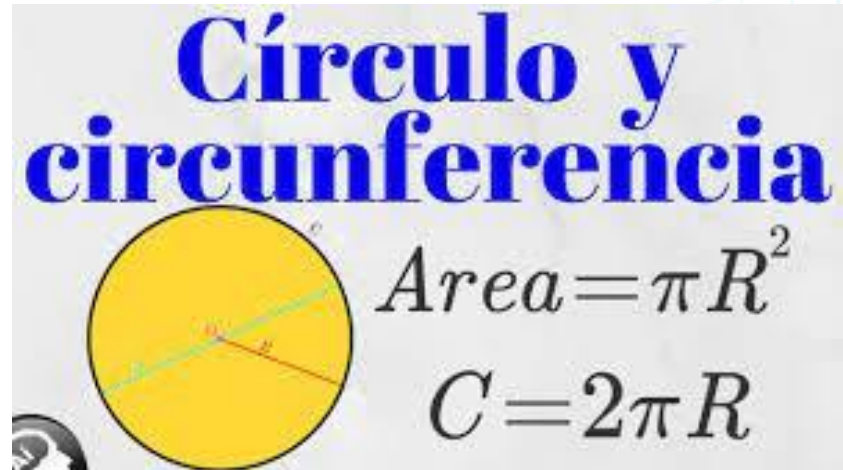 Círculo y
circunferencia
C
Area=πR²
R
C=2πR